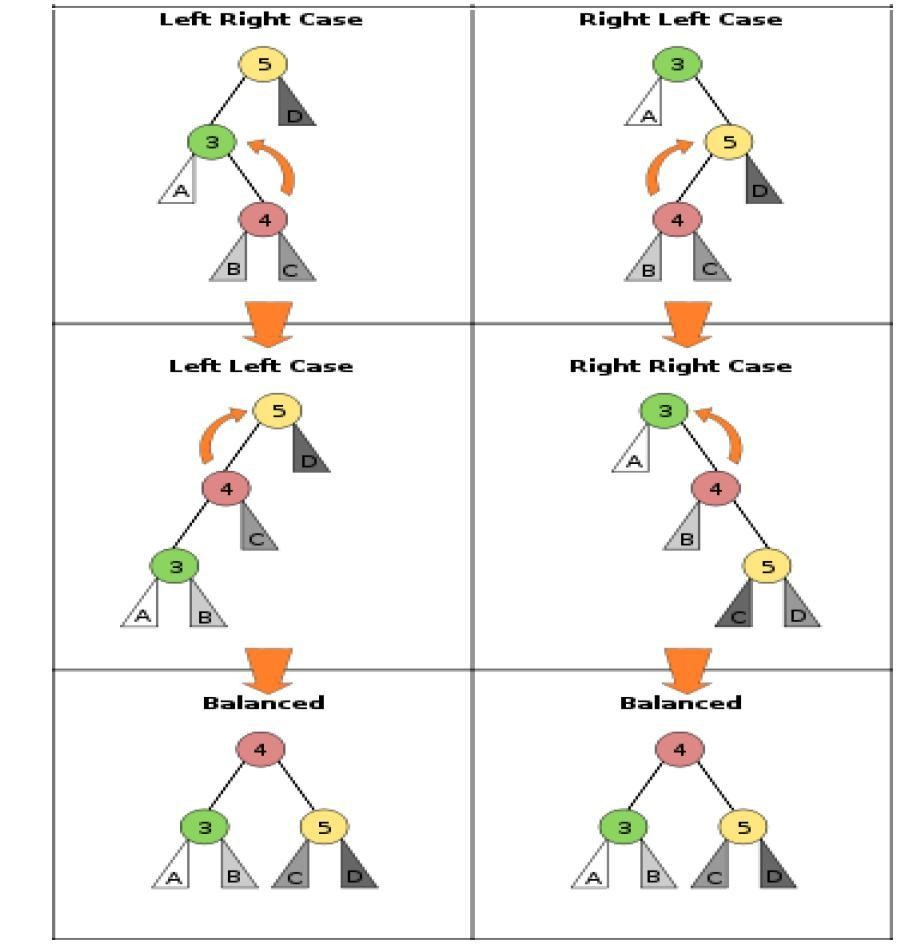 Left Right Case
5
D
3
A
4
B C
Right Left Case
3
A
5
D
4
B C
Left Left Case
5
D
4
C
3
A B
Right Right Case
3
A
4
B
5
C D
Balanced
4
3 5
A B C D
Balanced
4
3 5
A B C D